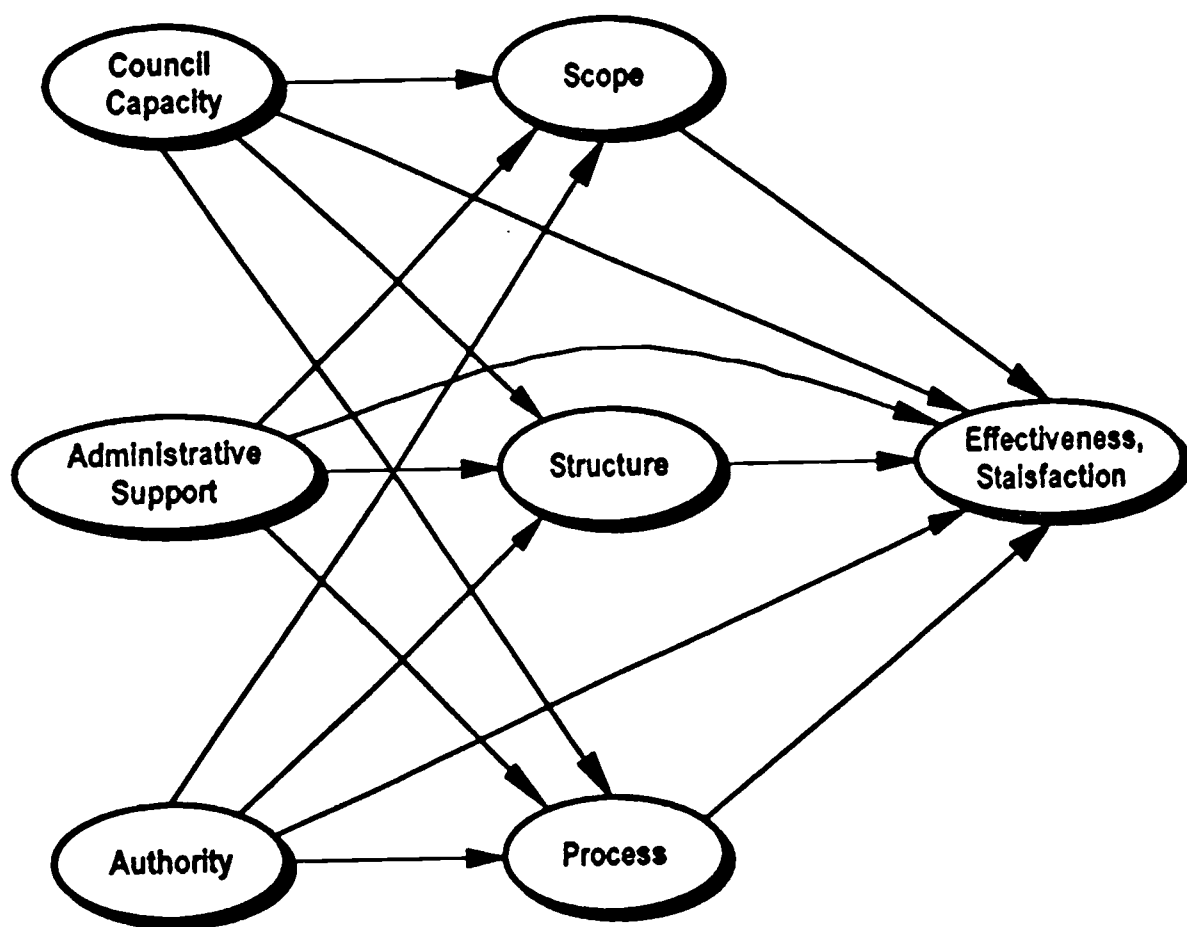 Council
Capacity
Scope
Administrative
Support
Structure
Effectiveness,
Staisfaction
Authority
Process